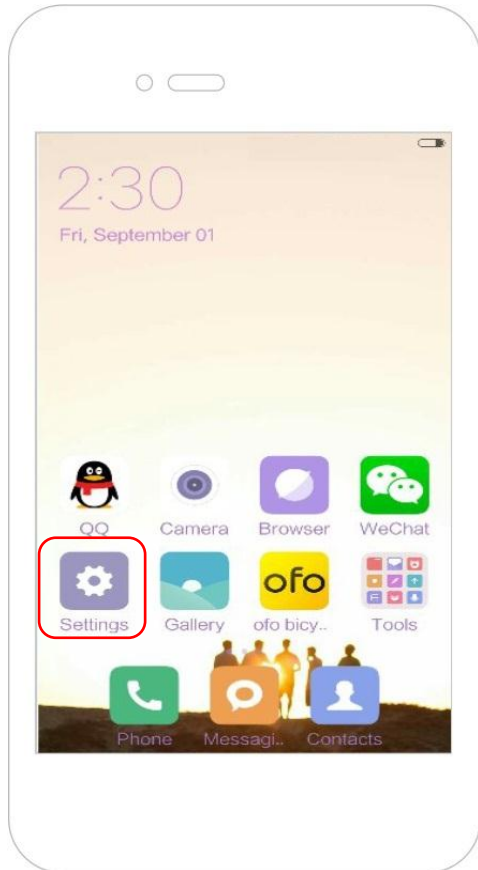 2:30
Fri, September 01
QQ Camera Browser WeChat
ofo
Settings Gallery ofo bicy.. Tools
Phone Messagi.. Contacts